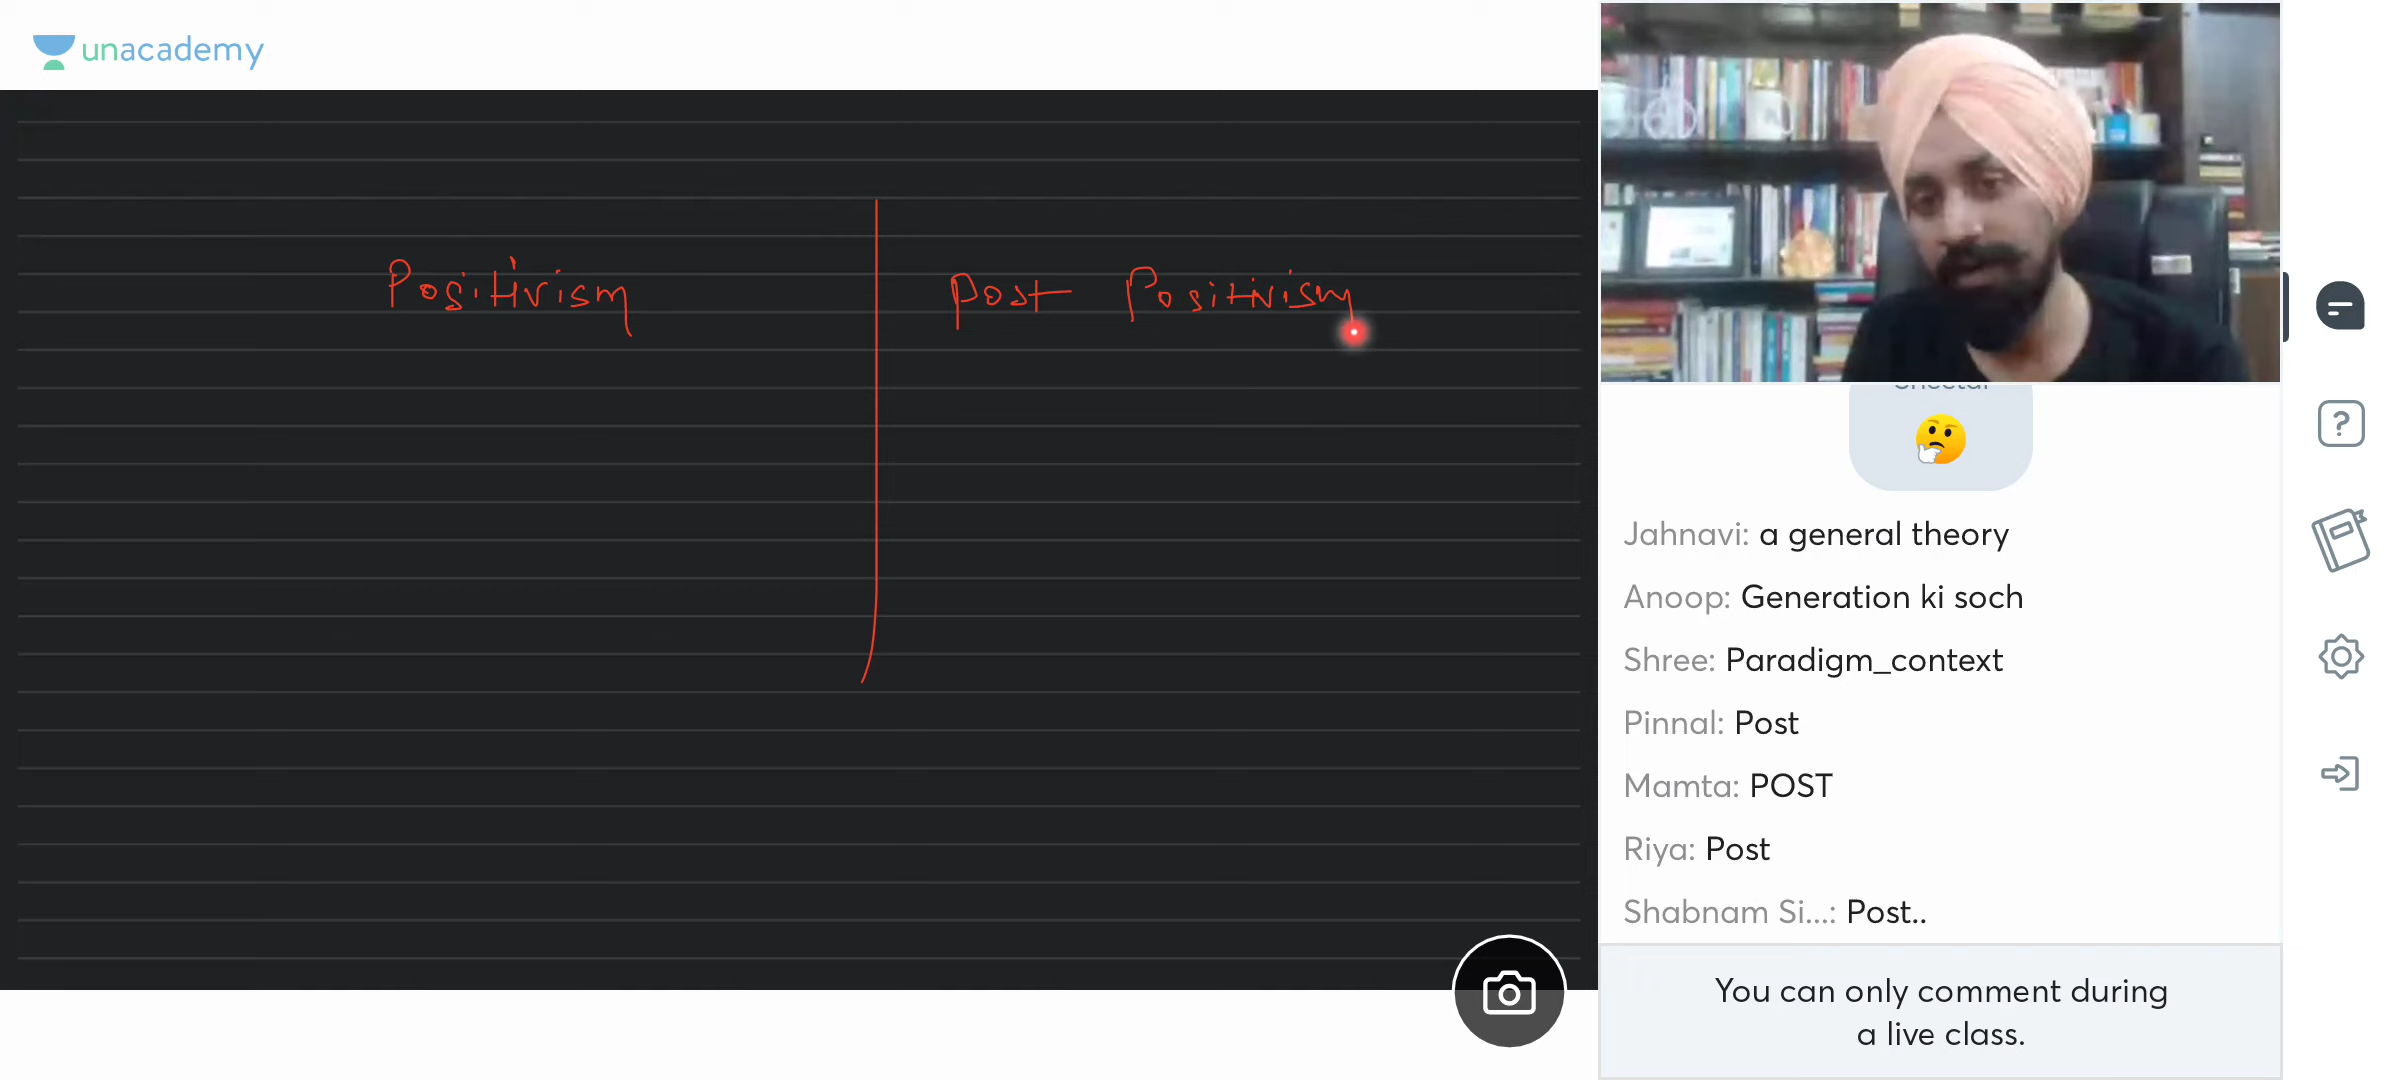 unacademy
Positivism
Post Positivism
Jahnavi: a general theory
Anoop: Generation ki soch
Shree: Paradigm_context
Pinnal: Post
Mamta: POST
Riya: Post
Shabnam Si...: Post..
You can only comment during
a live class.